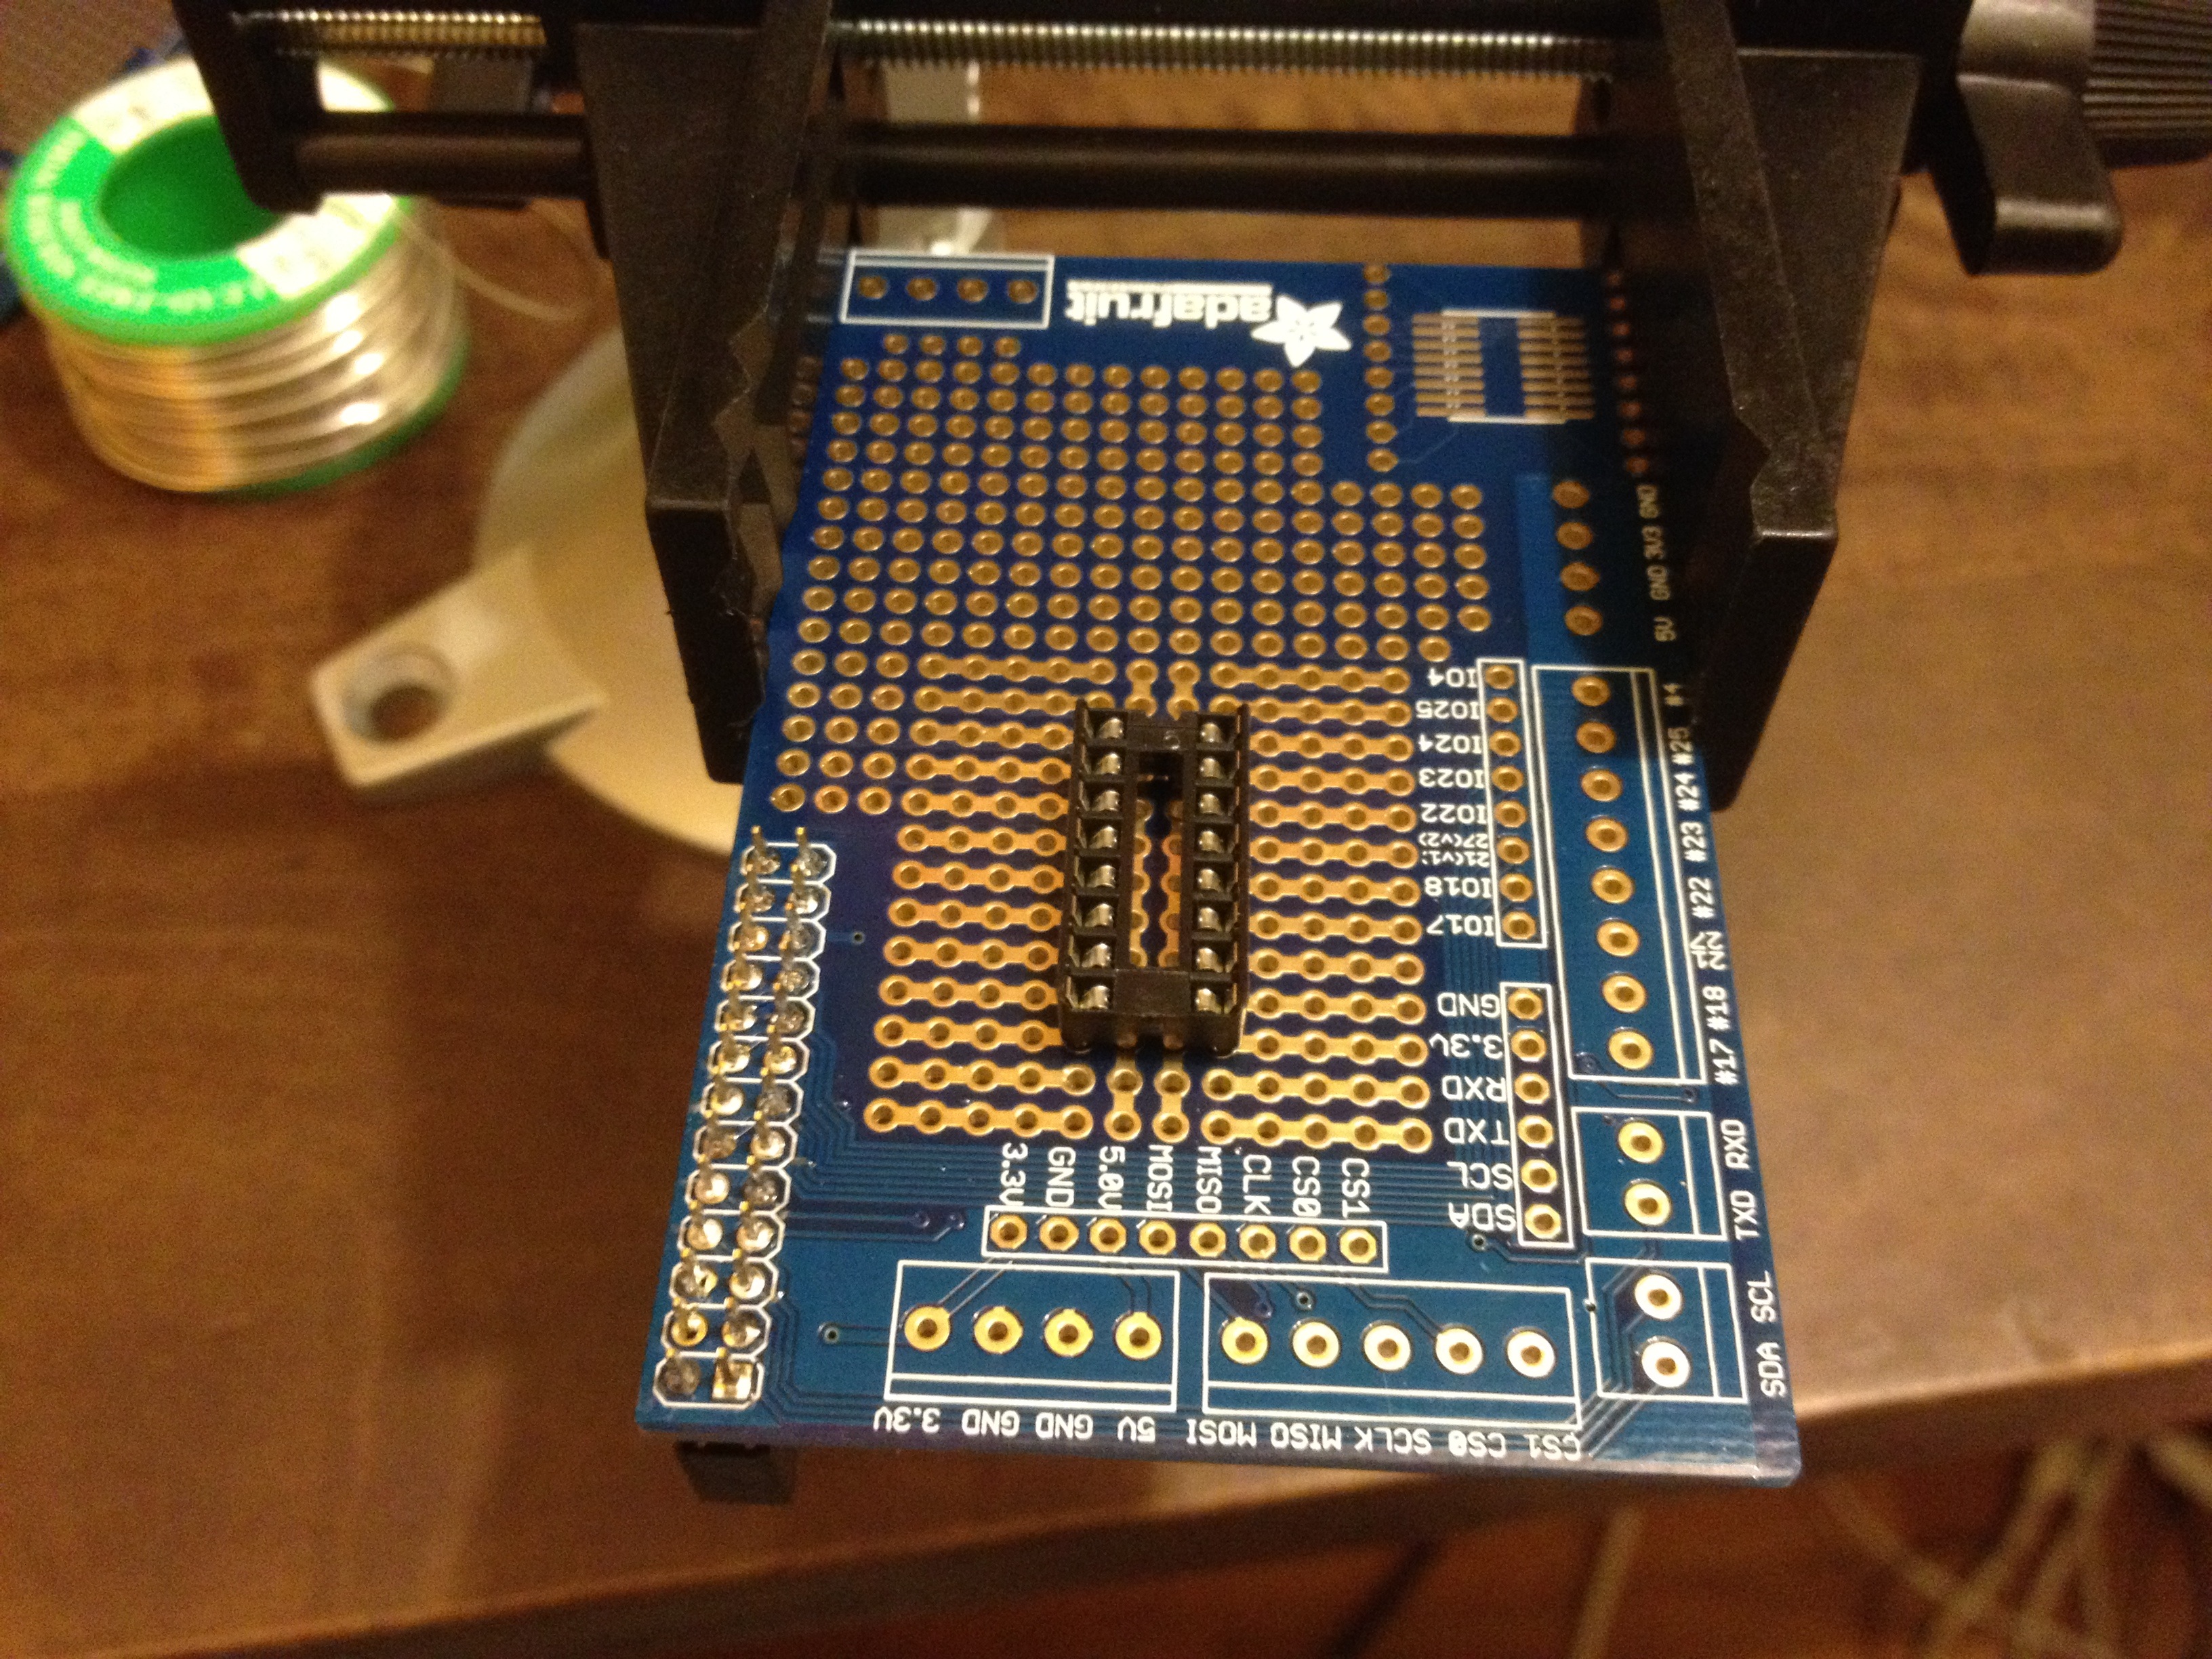 adafruit
GND
3V3
GND
5V
IO4
IO25
IO24
IO23
IO22
27(v2)
21(v1)
IO18
IO17
#4
#25
#24
#23
#22
#18
#17
GND
3.3V
RXD
TXD
SCL
SDA
RXD
TXD
SCL
SDA
3.3V
GND
5.0V
MOSI
MISO
CLK
CS0
CS1
CS1 CS0 SCLK MISO MOSI 5V GND GND 3.3V